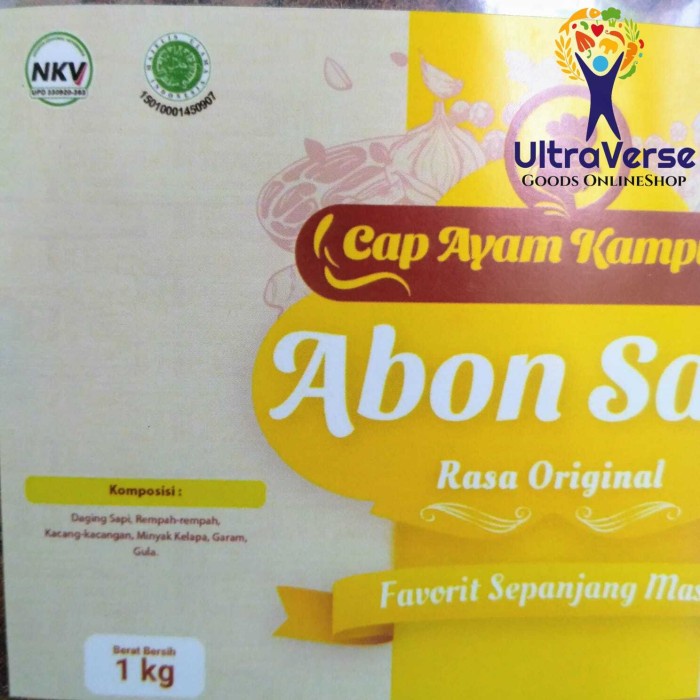 NKV
15010001450907
UltraVerse
GOODS ONLINESHOP
Cap Ayam Kamp
Abon Sa
Rasa Original
Komposisi :
Daging Sapi, Rempah-rempah,
Kacang-kacangan, Minyak Kelapa, Garam,
Gula.
Favorit Sepanjang Mas
Berat Bersih
1 kg